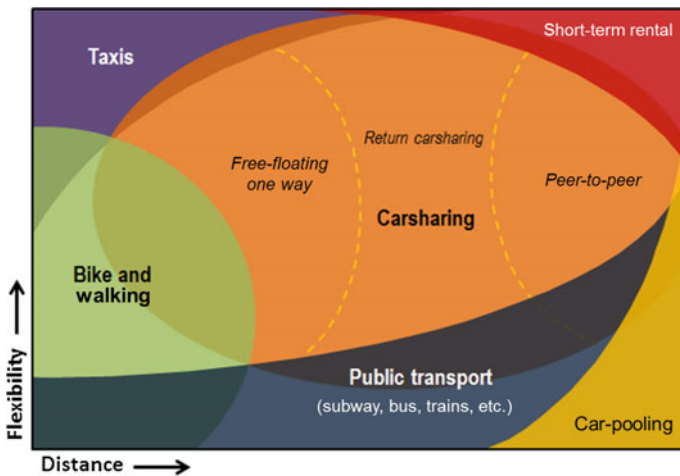 Short-term rental
Taxis
Return carsharing
Free-floating
one way
Peer-to-peer
Carsharing
Bike and
walking
Public transport
(subway, bus, trains, etc.)
Car-pooling
Flexibility
Distance